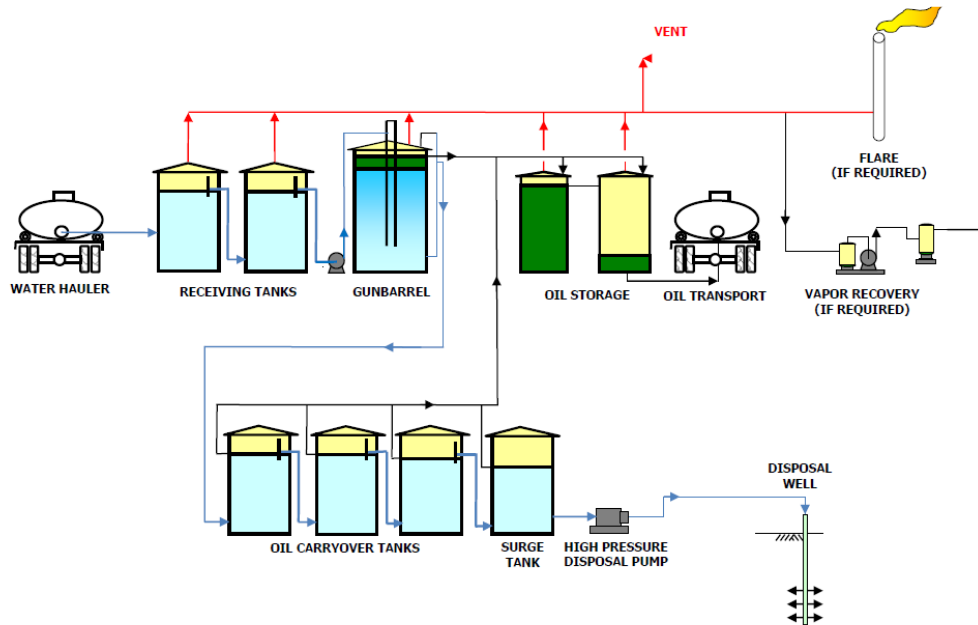 VENT
FLARE
(IF REQUIRED)
WATER HAULER
RECEIVING TANKS
GUNBARREL
OIL STORAGE
OIL TRANSPORT
VAPOR RECOVERY
(IF REQUIRED)
OIL CARRYOVER TANKS
SURGE
TANK
HIGH PRESSURE
DISPOSAL PUMP
DISPOSAL
WELL